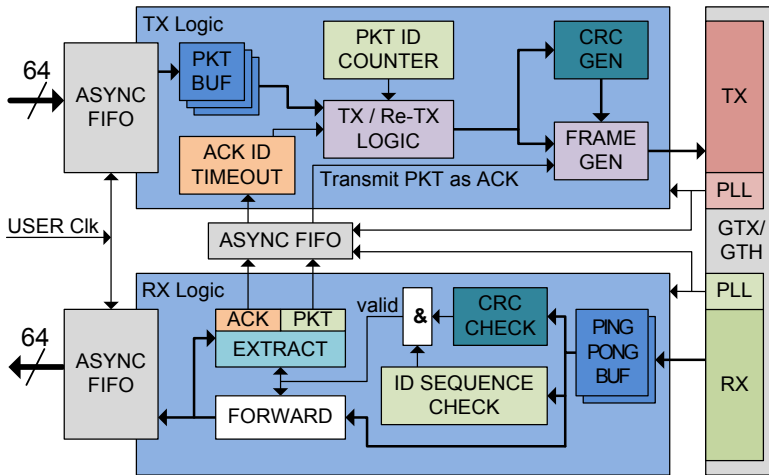 TX Logic
64
ASYNC
FIFO
PKT
BUF
PKT ID
COUNTER
CRC
GEN
TX
TX / Re-TX
LOGIC
ACK ID
TIMEOUT
FRAME
GEN
Transmit PKT as ACK
PLL
USER Clk
ASYNC FIFO
GTX/
GTH
RX Logic
64
ASYNC
FIFO
ACK
PKT
EXTRACT
valid
&
CRC
CHECK
PING
PONG
BUF
PLL
RX
ID SEQUENCE
CHECK
FORWARD